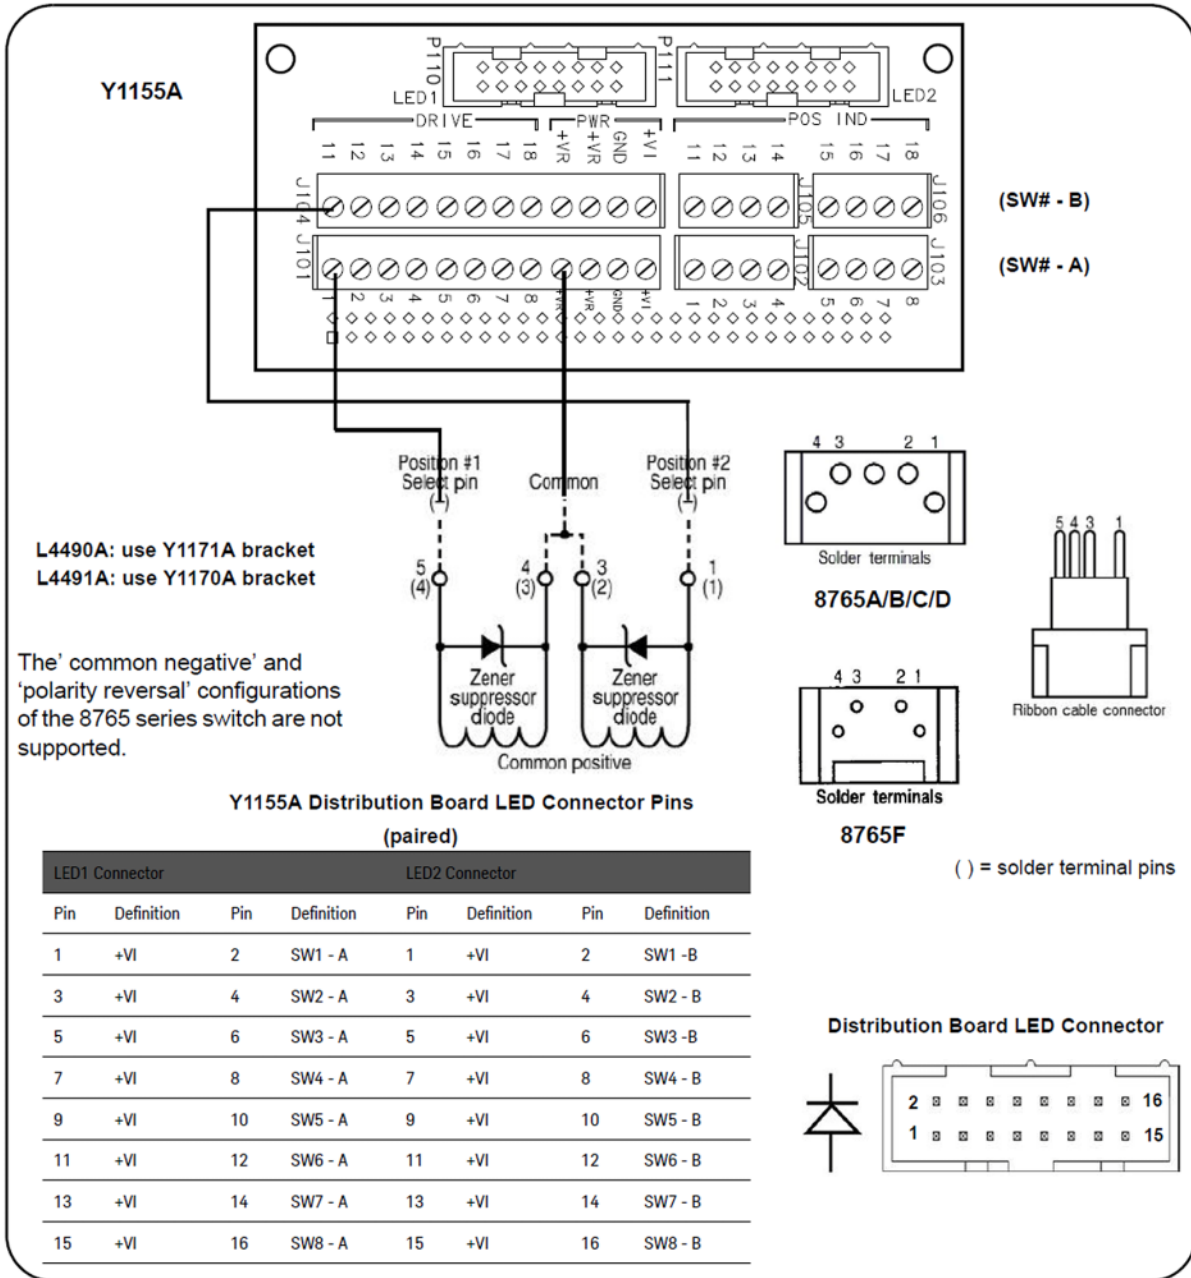 Y1155A
P110
P111
LED1
LED2
DRIVE
PWR
POS IND
11 12 13 14 15 16 17 18 +VR +VR GND +VI 11 12 13 14 15 16 17 18
J104
J105
J106
(SW# - B)
J101
J102
J103
(SW# - A)
1 2 3 4 5 6 7 8 +VR +VR GND +VI 1 2 3 4 5 6 7 8
Position #1
Select pin
(-)
Common
Position #2
Select pin
(-)
L4490A: use Y1171A bracket
L4491A: use Y1170A bracket
5
(4)
4
(3)
3
(2)
1
(1)
Zener
suppressor
diode
Zener
suppressor
diode
Common positive
The' common negative' and
'polarity reversal' configurations
of the 8765 series switch are not
supported.
4 3 2 1
Solder terminals
8765A/B/C/D
5 4 3 1
Ribbon cable connector
4 3 2 1
Solder terminals
8765F
( ) = solder terminal pins
Y1155A Distribution Board LED Connector Pins
(paired)
LED1 Connector LED2 Connector
Pin Definition Pin Definition Pin Definition Pin Definition
1 +VI 2 SW1 - A 1 +VI 2 SW1 -B
3 +VI 4 SW2 - A 3 +VI 4 SW2 - B
5 +VI 6 SW3 - A 5 +VI 6 SW3 -B
7 +VI 8 SW4 - A 7 +VI 8 SW4 - B
9 +VI 10 SW5 - A 9 +VI 10 SW5 - B
11 +VI 12 SW6 - A 11 +VI 12 SW6 - B
13 +VI 14 SW7 - A 13 +VI 14 SW7 - B
15 +VI 16 SW8 - A 15 +VI 16 SW8 - B
Distribution Board LED Connector
2 16
1 15